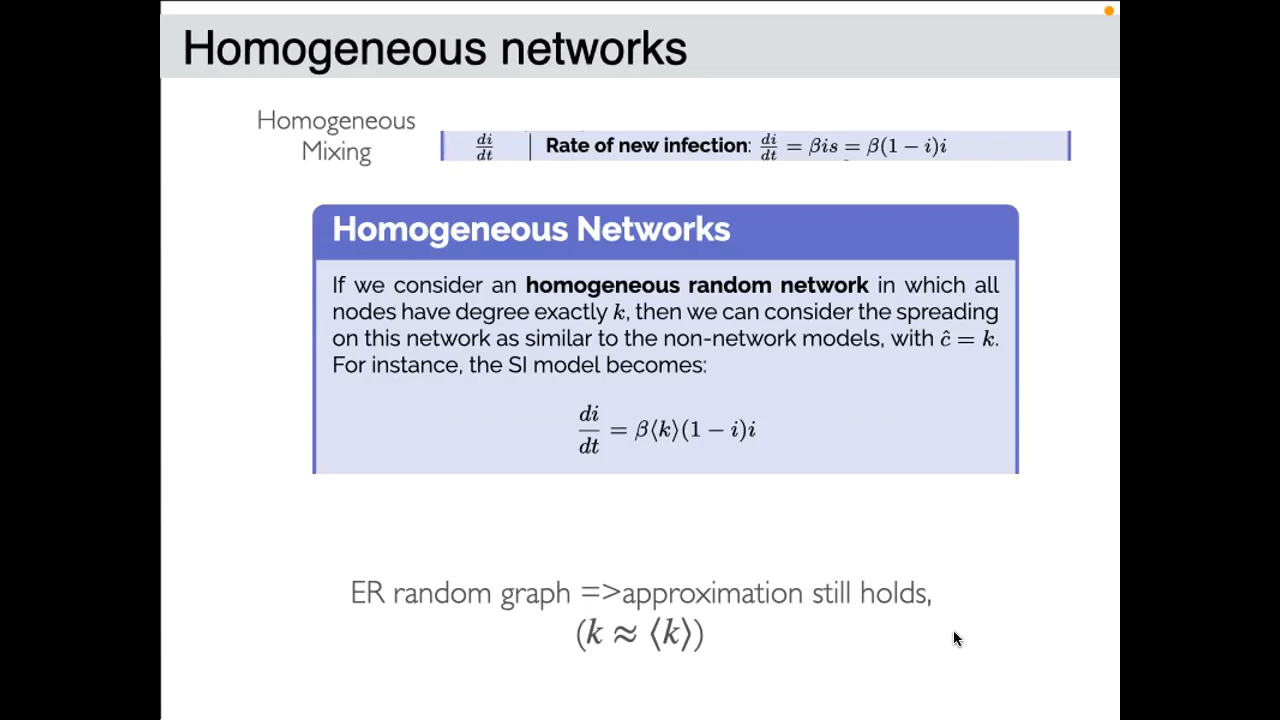 Homogeneous networks
Homogeneous
Mixing
di/dt | Rate of new infection: di/dt = βis = β(1 − i)i
Homogeneous Networks
If we consider an homogeneous random network in which all
nodes have degree exactly k, then we can consider the spreading
on this network as similar to the non-network models, with ĉ = k.
For instance, the SI model becomes:
di/dt = β⟨k⟩(1 − i)i
ER random graph =>approximation still holds,
(k ≈ ⟨k⟩)